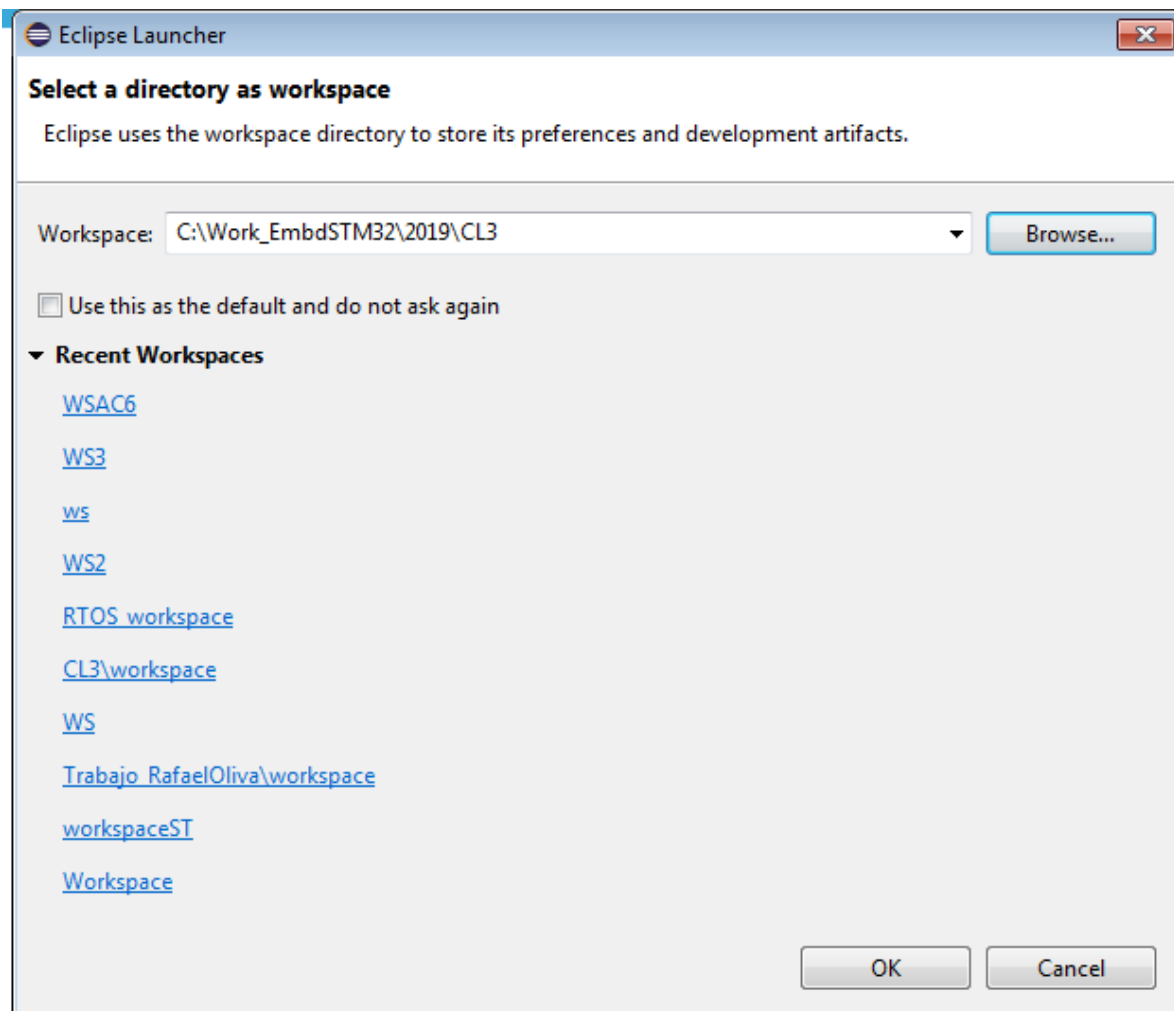 Eclipse Launcher
Select a directory as workspace
Eclipse uses the workspace directory to store its preferences and development artifacts.
Workspace: C:\Work_EmbdSTM32\2019\CL3 Browse...
Use this as the default and do not ask again
Recent Workspaces
WSAC6
WS3
ws
WS2
RTOS_workspace
CL3\workspace
WS
Trabajo_RafaelOliva\workspace
workspaceST
Workspace
OK Cancel